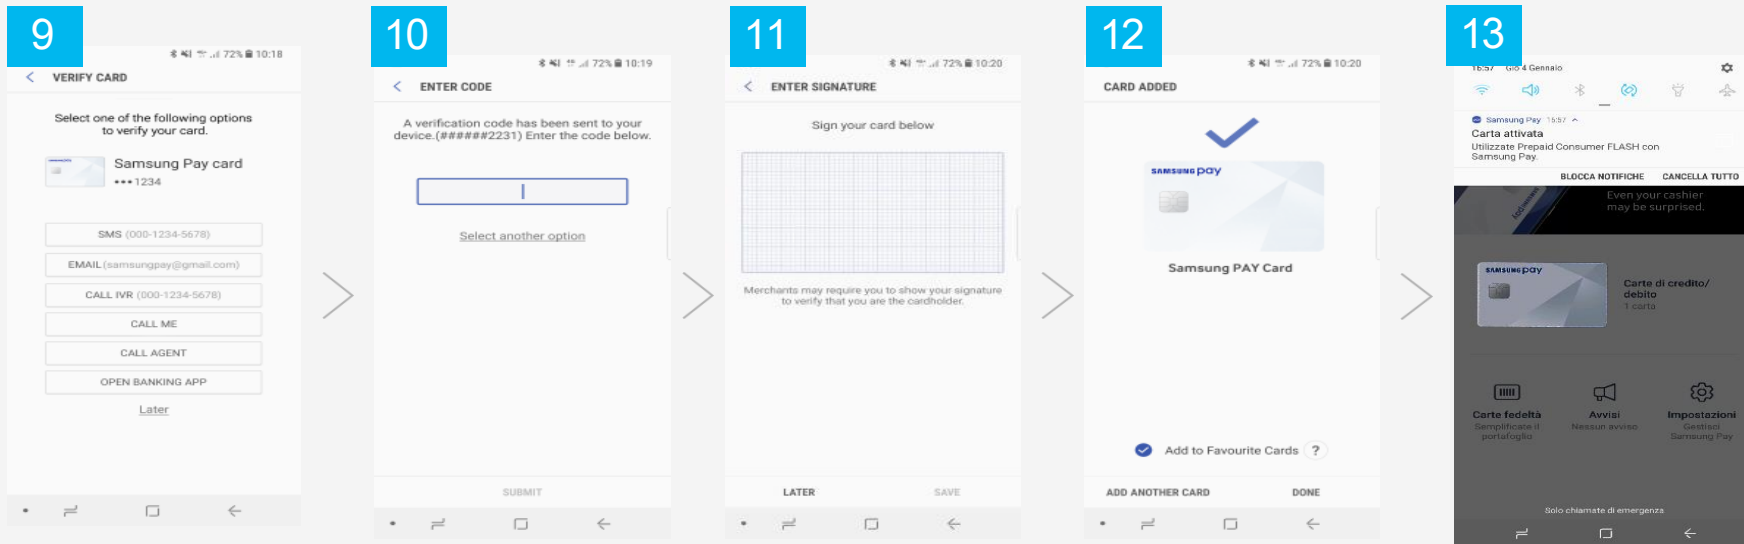 9
72% 10:18
VERIFY CARD
Select one of the following options
to verify your card.
Samsung Pay card
•••1234
SMS (000-1234-5678)
EMAIL(samsungpay@gmail.com)
CALL IVR (000-1234-5678)
CALL ME
CALL AGENT
OPEN BANKING APP
Later
10
72% 10:19
ENTER CODE
A verification code has been sent to your
device.(######2231) Enter the code below.
Select another option
SUBMIT
11
72% 10:20
ENTER SIGNATURE
Sign your card below
Merchants may require you to show your signature
to verify that you are the cardholder.
LATER SAVE
12
72% 10:20
CARD ADDED
SAMSUNG pay
Samsung PAY Card
Add to Favourite Cards ?
ADD ANOTHER CARD DONE
13
16:57 Gio 4 Gennaio
Samsung Pay 16:57
Carta attivata
Utilizzate Prepaid Consumer FLASH con
Samsung Pay.
BLOCCA NOTIFICHE CANCELLA TUTTO
Even your cashier
may be surprised.
SAMSUNG pay
Carte di credito/
debito
1 carta
Carte fedeltà
Semplificate il
portafoglio
Avvisi
Nessun avviso
Impostazioni
Gestisci
Samsung Pay
Solo chiamate di emergenza